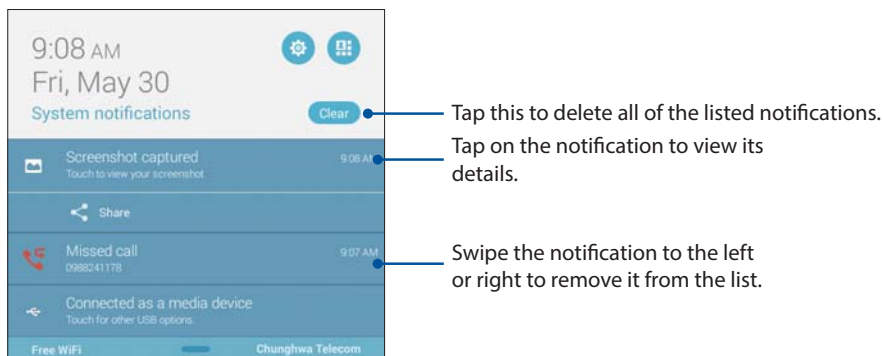 9:08 AM
Fri, May 30
System notifications
Clear
Tap this to delete all of the listed notifications.
Screenshot captured
9:08 AM
Touch to view your screenshot
Tap on the notification to view its
details.
Share
Missed call
9:07 AM
0988241178
Swipe the notification to the left
or right to remove it from the list.
Connected as a media device
Touch for other USB options.
Free WiFi
Chunghwa Telecom